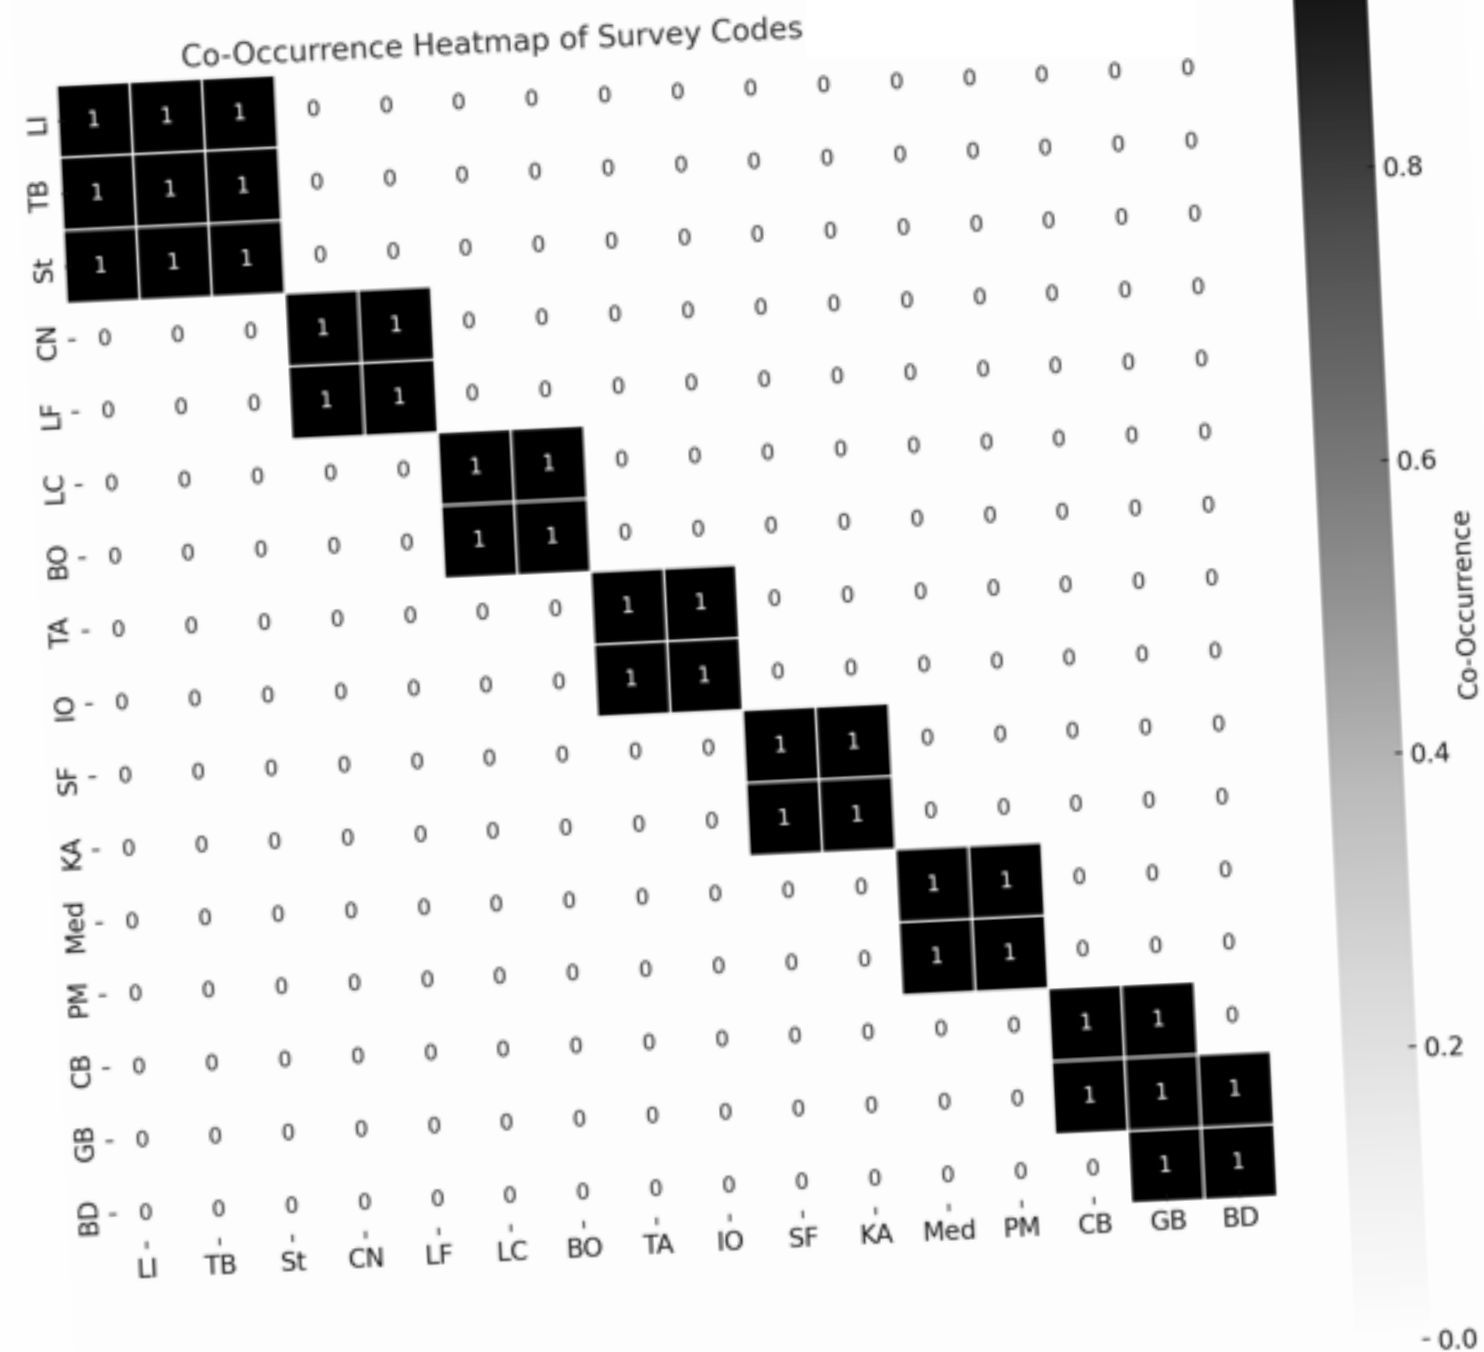 Co-Occurrence Heatmap of Survey Codes
LI 1 1 1 0 0 0 0 0 0 0 0 0 0 0 0 0
TB 1 1 1 0 0 0 0 0 0 0 0 0 0 0 0 0
St 1 1 1 0 0 0 0 0 0 0 0 0 0 0 0 0
CN - 0 0 0 1 1 0 0 0 0 0 0 0 0 0 0 0
LF - 0 0 0 1 1 0 0 0 0 0 0 0 0 0 0 0
LC - 0 0 0 0 0 1 1 0 0 0 0 0 0 0 0 0
BO - 0 0 0 0 0 1 1 0 0 0 0 0 0 0 0 0
TA - 0 0 0 0 0 0 0 1 1 0 0 0 0 0 0 0
IO - 0 0 0 0 0 0 0 1 1 0 0 0 0 0 0 0
SF - 0 0 0 0 0 0 0 0 0 1 1 0 0 0 0 0
KA - 0 0 0 0 0 0 0 0 0 1 1 0 0 0 0 0
Med - 0 0 0 0 0 0 0 0 0 0 0 1 1 0 0 0
PM - 0 0 0 0 0 0 0 0 0 0 0 1 1 0 0 0
CB - 0 0 0 0 0 0 0 0 0 0 0 0 0 1 1 0
GB - 0 0 0 0 0 0 0 0 0 0 0 0 0 1 1 1
BD - 0 0 0 0 0 0 0 0 0 0 0 0 0 0 1 1
LI TB St CN LF LC BO TA IO SF KA Med PM CB GB BD
0.8
0.6
0.4
0.2
0.0
Co-Occurrence